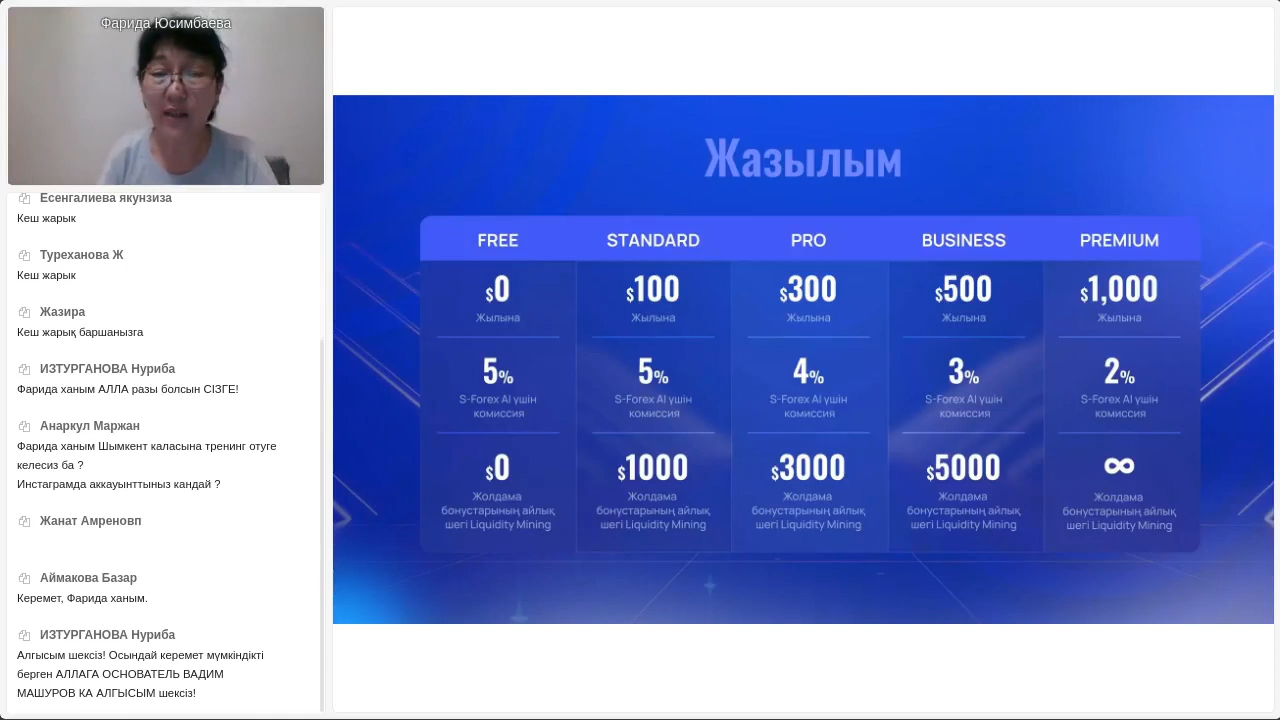 Фарида Юсимбаева
Есенгалиева якунзиза
Кеш жарык
Туреханова Ж
Кеш жарык
Жазира
Кеш жарық баршанызга
ИЗТУРГАНОВА Нуриба
Фарида ханым АЛЛА разы болсын СІЗГЕ!
Анаркул Маржан
Фарида ханым Шымкент каласына тренинг отуге
келесиз ба ?
Инстаграмда аккауынттыныз кандай ?
Жанат Амреновп
Аймакова Базар
Керемет, Фарида ханым.
ИЗТУРГАНОВА Нуриба
Алгысым шексіз! Осындай керемет мүмкіндікті
берген АЛЛАГА ОСНОВАТЕЛЬ ВАДИМ
МАШУРОВ КА АЛГЫСЫМ шексіз!
Жазылым
FREE STANDARD PRO BUSINESS PREMIUM
$0 $100 $300 $500 $1,000
Жылына Жылына Жылына Жылына Жылына
5% 5% 4% 3% 2%
S-Forex AI үшін S-Forex AI үшін S-Forex AI үшін S-Forex AI үшін S-Forex AI үшін
комиссия комиссия комиссия комиссия комиссия
$0 $1000 $3000 $5000 ∞
Жолдама Жолдама Жолдама Жолдама Жолдама
бонустарының айлық бонустарының айлық бонустарының айлық бонустарының айлық бонустарының айлық
шегі Liquidity Mining шегі Liquidity Mining шегі Liquidity Mining шегі Liquidity Mining шегі Liquidity Mining